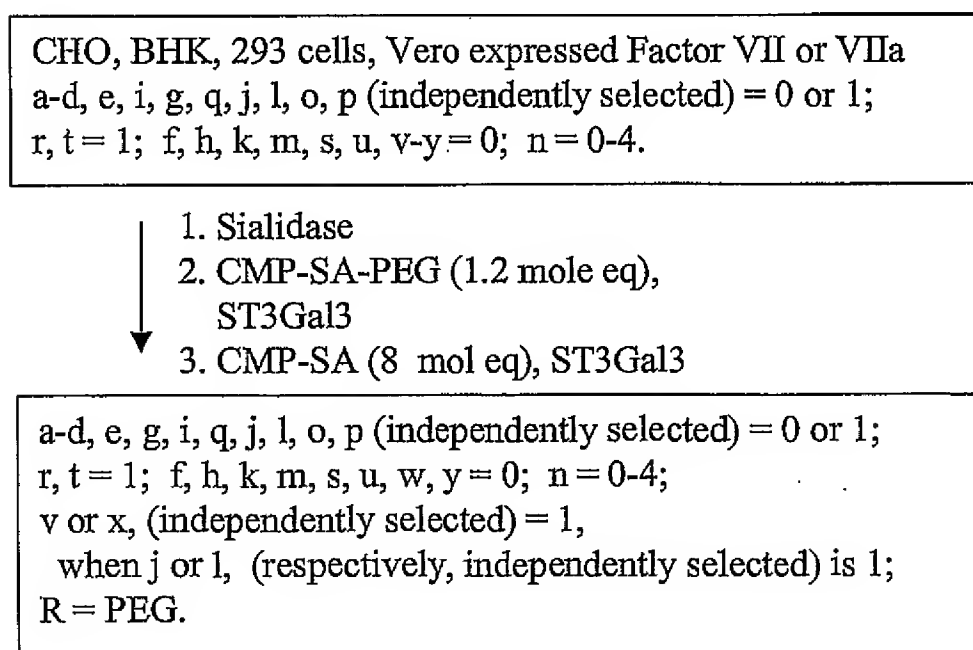 CHO, BHK, 293 cells, Vero expressed Factor VII or VIIa
a-d, e, i, g, q, j, l, o, p (independently selected) = 0 or 1;
r, t = 1; f, h, k, m, s, u, v-y = 0; n = 0-4.
1. Sialidase
2. CMP-SA-PEG (1.2 mole eq),
ST3Gal3
3. CMP-SA (8 mol eq), ST3Gal3
a-d, e, g, i, q, j, l, o, p (independently selected) = 0 or 1;
r, t = 1; f, h, k, m, s, u, w, y = 0; n = 0-4;
v or x, (independently selected) = 1,
when j or l, (respectively, independently selected) is 1;
R = PEG.